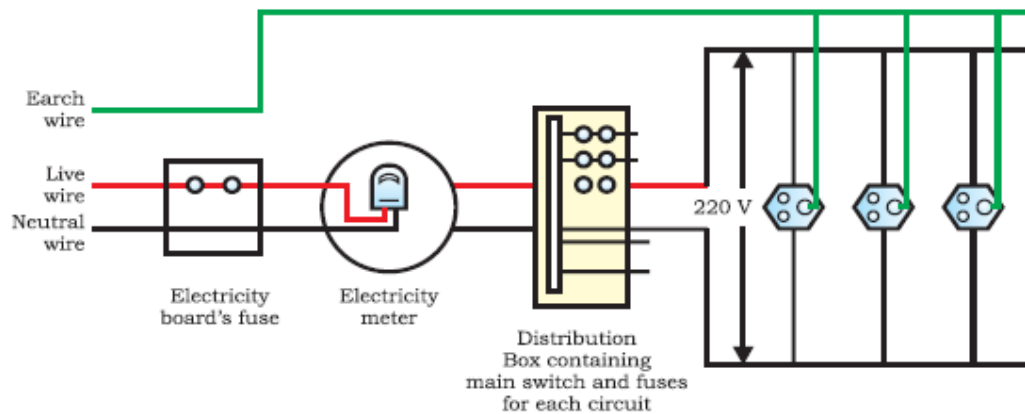 Earch
wire
Live
wire
Neutral
wire
Electricity
board's fuse
Electricity
meter
Distribution
Box containing
main switch and fuses
for each circuit
220 V